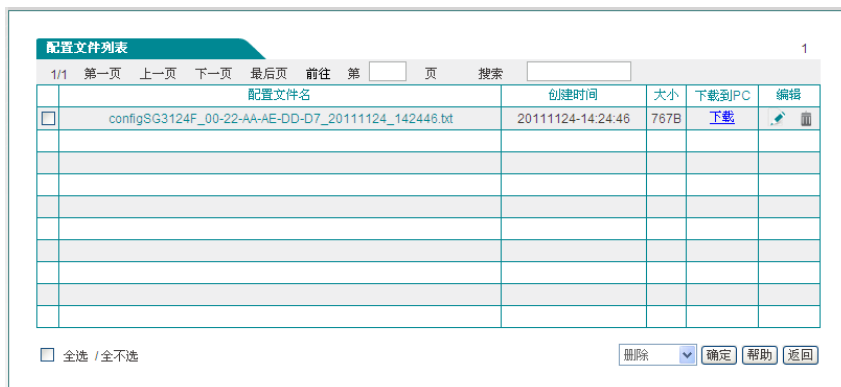 配置文件列表 1
1/1 第一页 上一页 下一页 最后页 前往 第 页 搜索
配置文件名 创建时间 大小 下载到PC 编辑
configSG3124F_00-22-AA-AE-DD-D7_20111124_142446.txt 20111124-14:24:46 767B 下载
全选 /全不选 删除 确定 帮助 返回